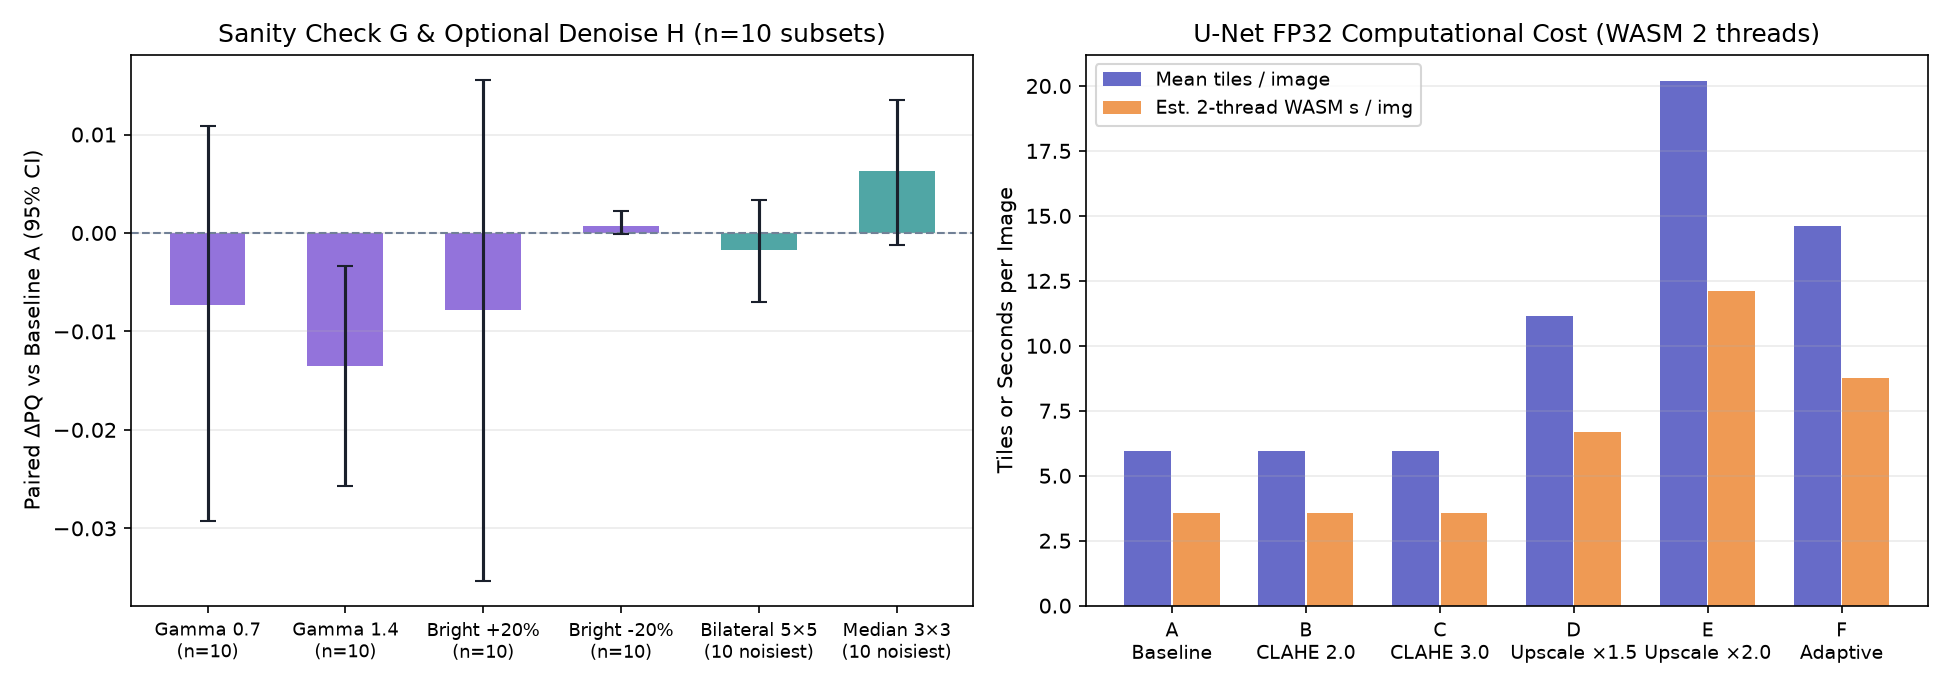 Sanity Check G & Optional Denoise H (n=10 subsets)
Paired ΔPQ vs Baseline A (95% CI)
0.01
0.00
−0.01
−0.02
−0.03
Gamma 0.7
(n=10)
Gamma 1.4
(n=10)
Bright +20%
(n=10)
Bright -20%
(n=10)
Bilateral 5×5
(10 noisiest)
Median 3×3
(10 noisiest)
U-Net FP32 Computational Cost (WASM 2 threads)
Mean tiles / image
Est. 2-thread WASM s / img
Tiles or Seconds per Image
20.0
17.5
15.0
12.5
10.0
7.5
5.0
2.5
0.0
A
Baseline
B
CLAHE 2.0
C
CLAHE 3.0
D
Upscale ×1.5
E
Upscale ×2.0
F
Adaptive